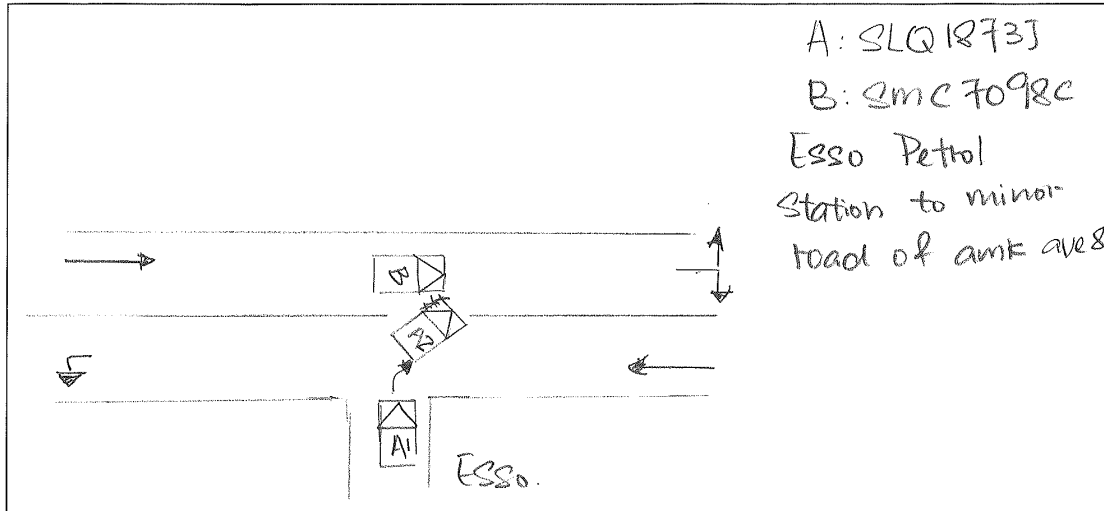 A: SLQ1873J
B: SmC7098C
Esso Petrol
Station to minor
road of amk ave8
B
A2
A1
Esso.